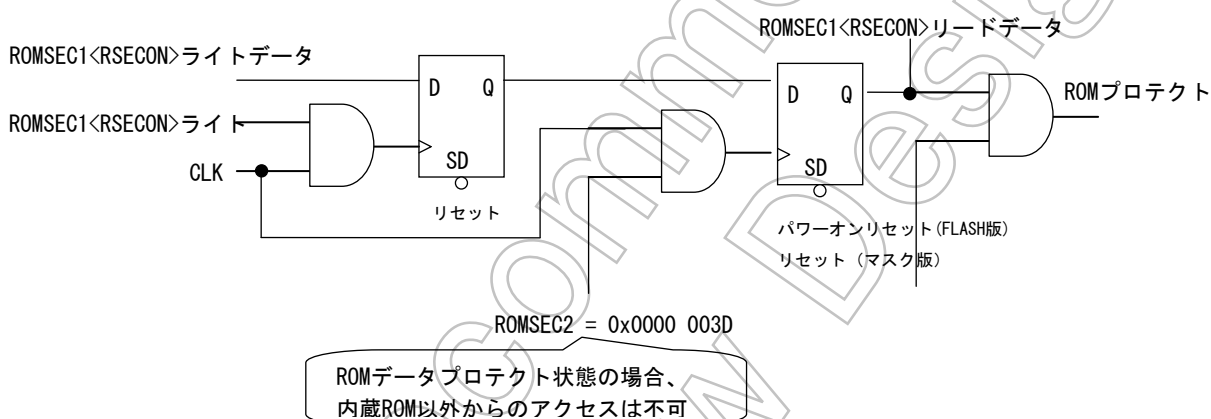 ROMSEC1<RSECON>リードデータ
ROMSEC1<RSECON>ライトデータ
D Q
D Q
ROMプロテクト
ROMSEC1<RSECON>ライト
CLK
SD
SD
リセット
パワーオンリセット(FLASH版)
リセット（マスク版）
ROMSEC2 = 0x0000 003D
ROMデータプロテクト状態の場合、
内蔵ROM以外からのアクセスは不可